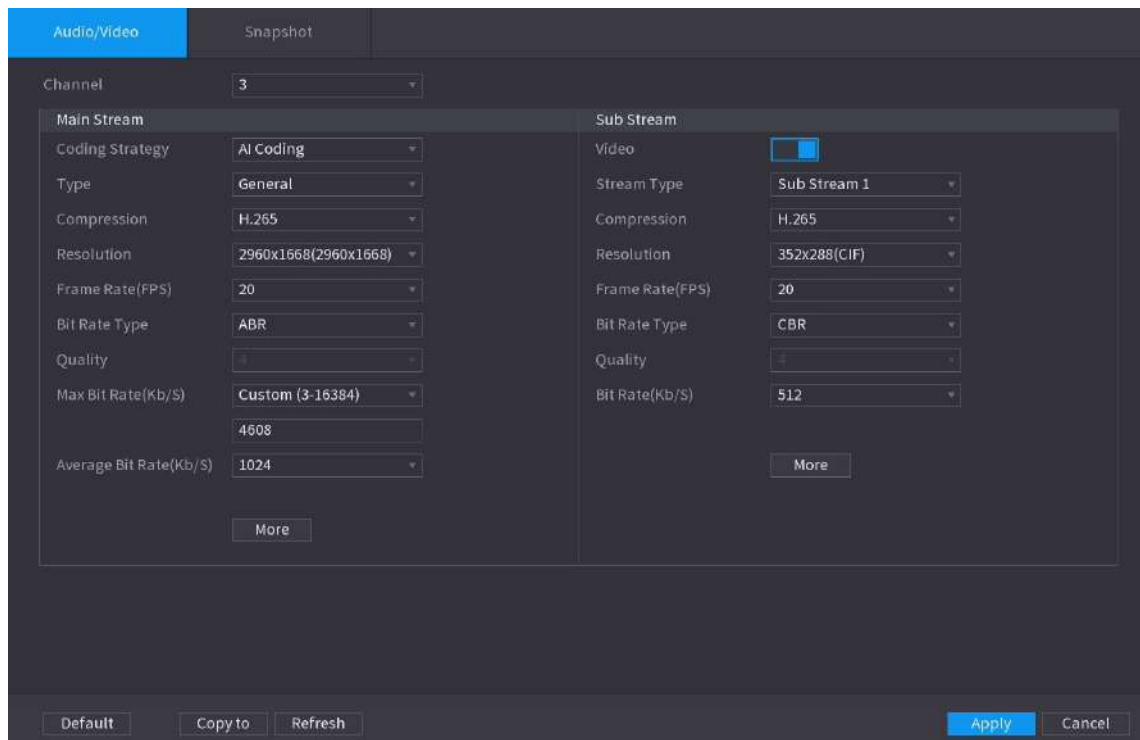 Audio/Video Snapshot
Channel 3
Main Stream Sub Stream
Coding Strategy AI Coding Video
Type General Stream Type Sub Stream 1
Compression H.265 Compression H.265
Resolution 2960x1668(2960x1668) Resolution 352x288(CIF)
Frame Rate(FPS) 20 Frame Rate(FPS) 20
Bit Rate Type ABR Bit Rate Type CBR
Quality 4 Quality 4
Max Bit Rate(Kb/S) Custom (3-16384) Bit Rate(Kb/S) 512
4608
Average Bit Rate(Kb/S) 1024 More
More
Default Copy to Refresh Apply Cancel